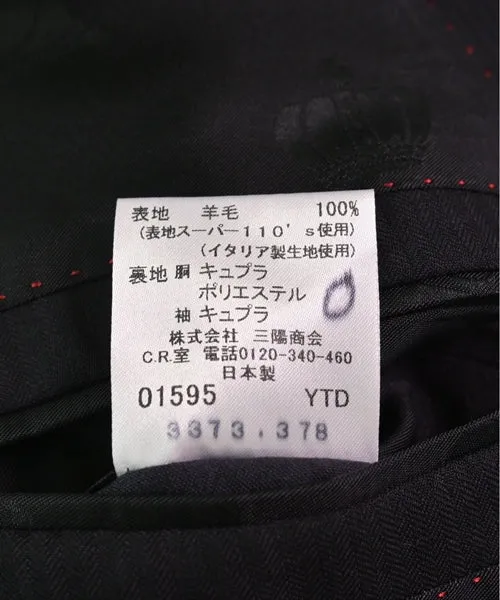 表地 羊毛 100%
(表地スーパー110's使用)
(イタリア製生地使用)
裏地 胴 キュプラ
ポリエステル
袖 キュプラ
株式会社 三陽商会
C.R.室 電話0120-340-460
日本製
01595 YTD
3373.378